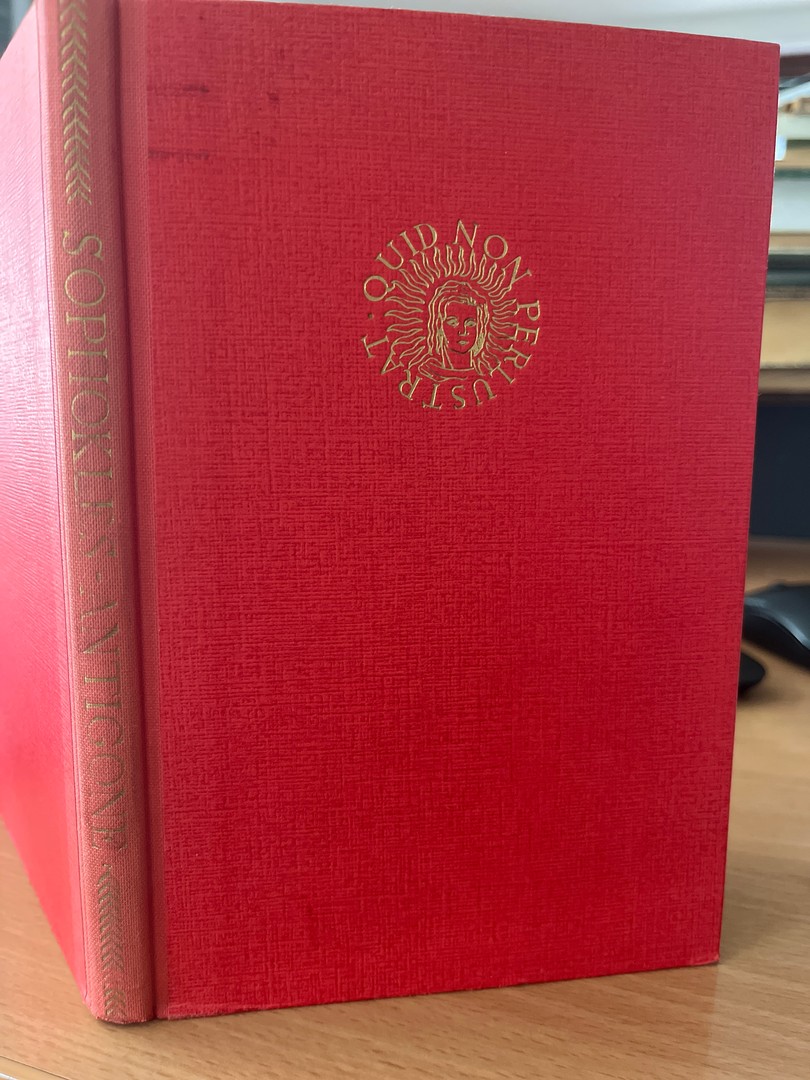 SOPHOKLES · ANTIGONE
QUID NON PERLUSTRAT ·